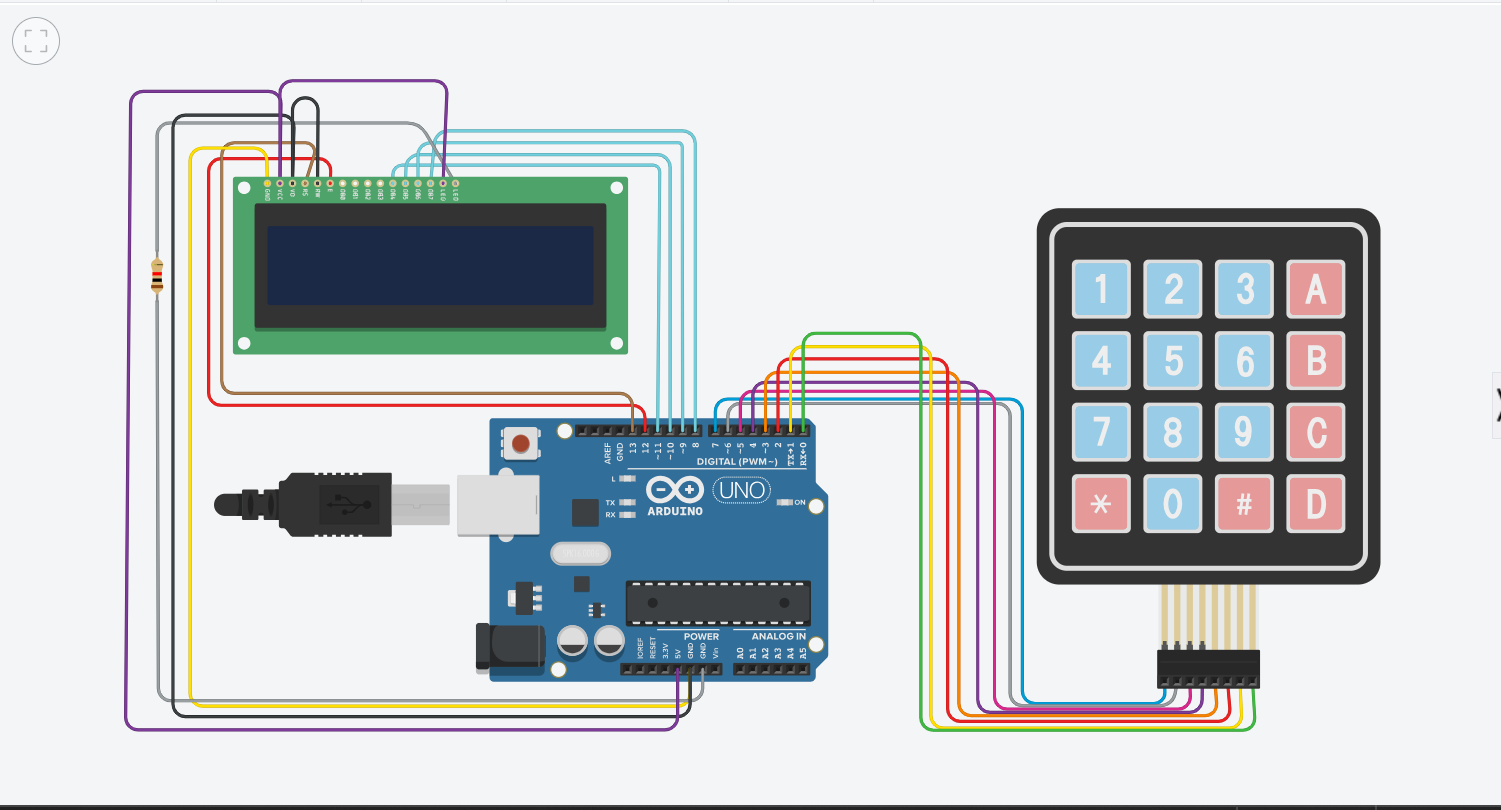 GND VCC VO RS RW E DB0 DB1 DB2 DB3 DB4 DB5 DB6 DB7 LED LED
1 2 3 A
4 5 6 B
7 8 9 C
* 0 # D
AREF GND 13 12 ~11 ~10 ~9 8 7 ~6 ~5 4 ~3 2 TX→1 RX←0
DIGITAL (PWM~)
L
TX
RX
UNO
ON
ARDUINO
POWER
ANALOG IN
IOREF RESET 3.3V 5V GND GND Vin A0 A1 A2 A3 A4 A5